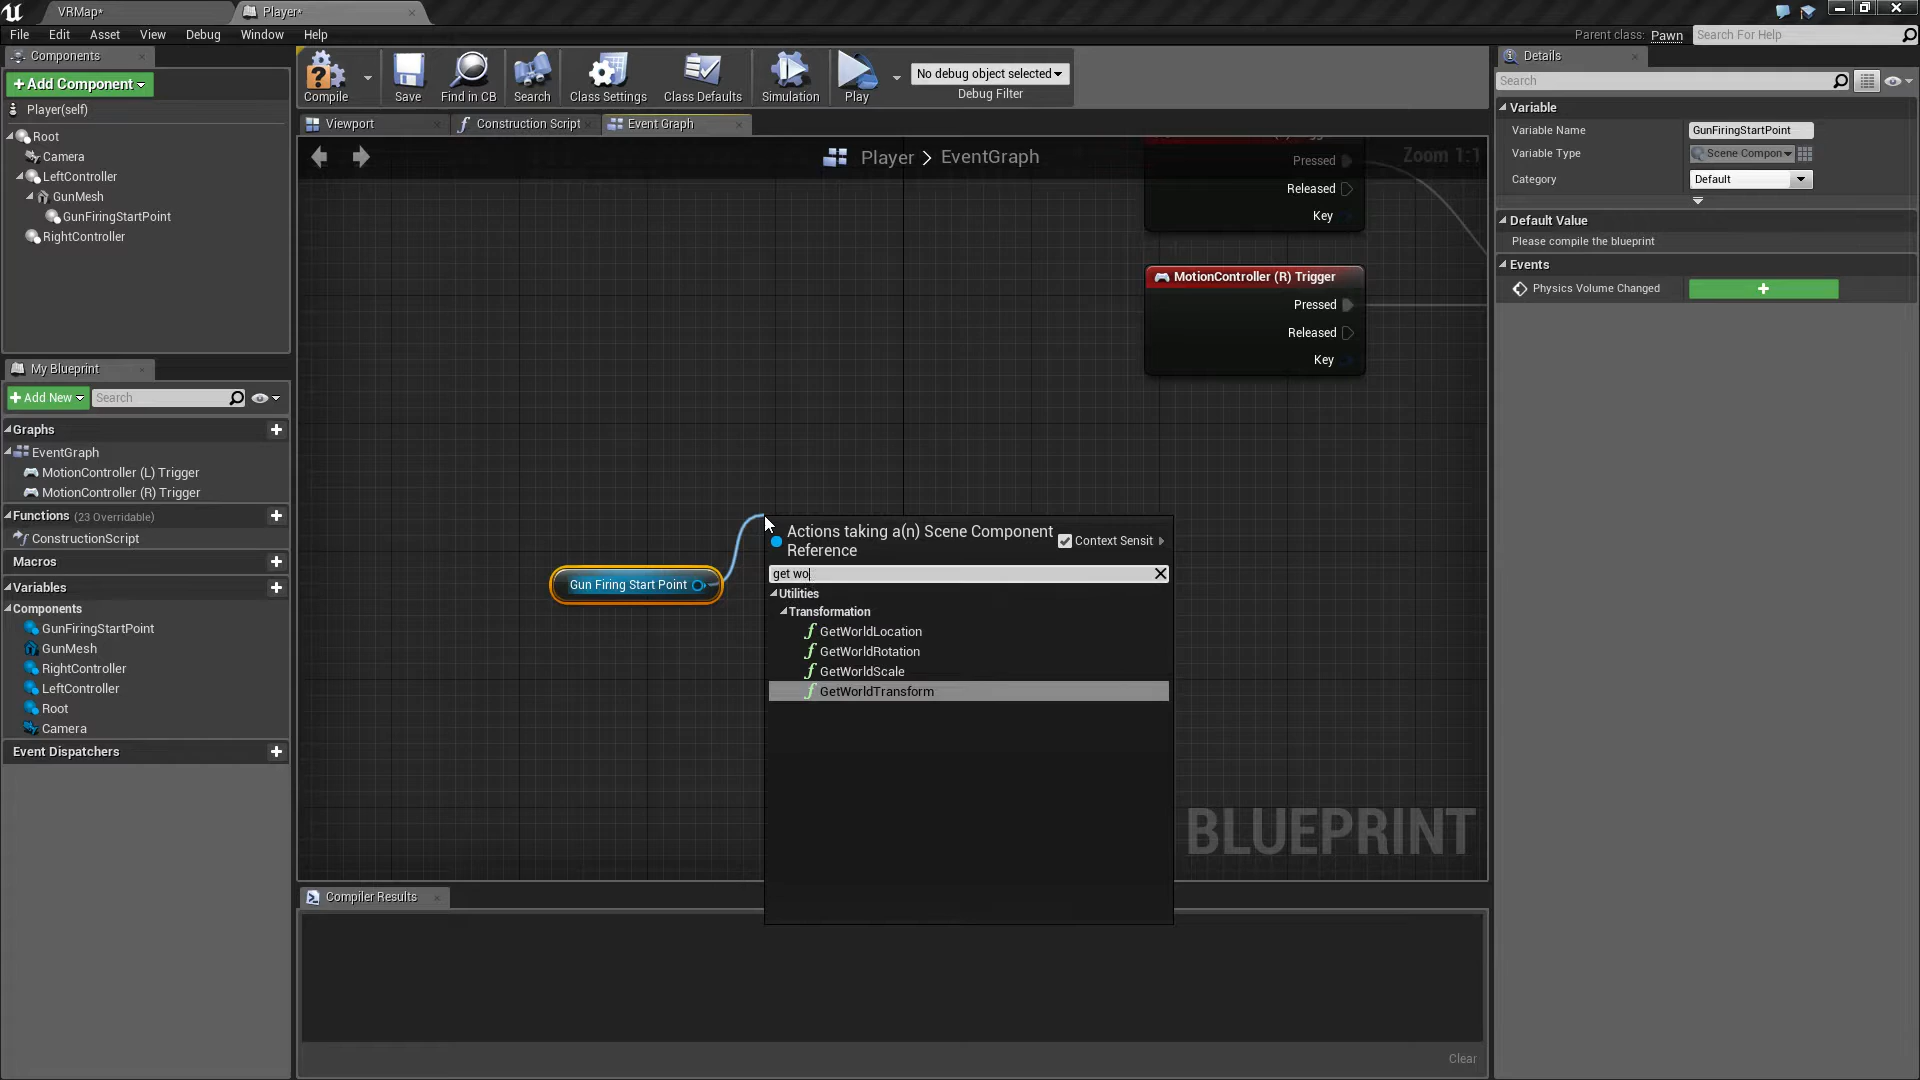 VRMap*
Player*
File
Edit
Asset
View
Debug
Window
Help
Parent class: Pawn
Search For Help
Components
+Add Component
Player(self)
Root
Camera
LeftController
GunMesh
GunFiringStartPoint
RightController
My Blueprint
+Add New
Search
Graphs
EventGraph
MotionController (L) Trigger
MotionController (R) Trigger
Functions (23 Overridable)
ConstructionScript
Macros
Variables
Components
GunFiringStartPoint
GunMesh
RightController
LeftController
Root
Camera
Event Dispatchers
Compile
Save
Find in CB
Search
Class Settings
Class Defaults
Simulation
Play
No debug object selected
Debug Filter
Viewport
Construction Script
Event Graph
Player > EventGraph
Zoom 1:1
Pressed
Released
Key
MotionController (R) Trigger
Pressed
Released
Key
Gun Firing Start Point
Actions taking a(n) Scene Component
Reference
Context Sensit
get wo
Utilities
Transformation
GetWorldLocation
GetWorldRotation
GetWorldScale
GetWorldTransform
BLUEPRINT
Compiler Results
Clear
Details
Search
Variable
Variable Name
GunFiringStartPoint
Variable Type
Scene Compon
Category
Default
Default Value
Please compile the blueprint
Events
Physics Volume Changed
+